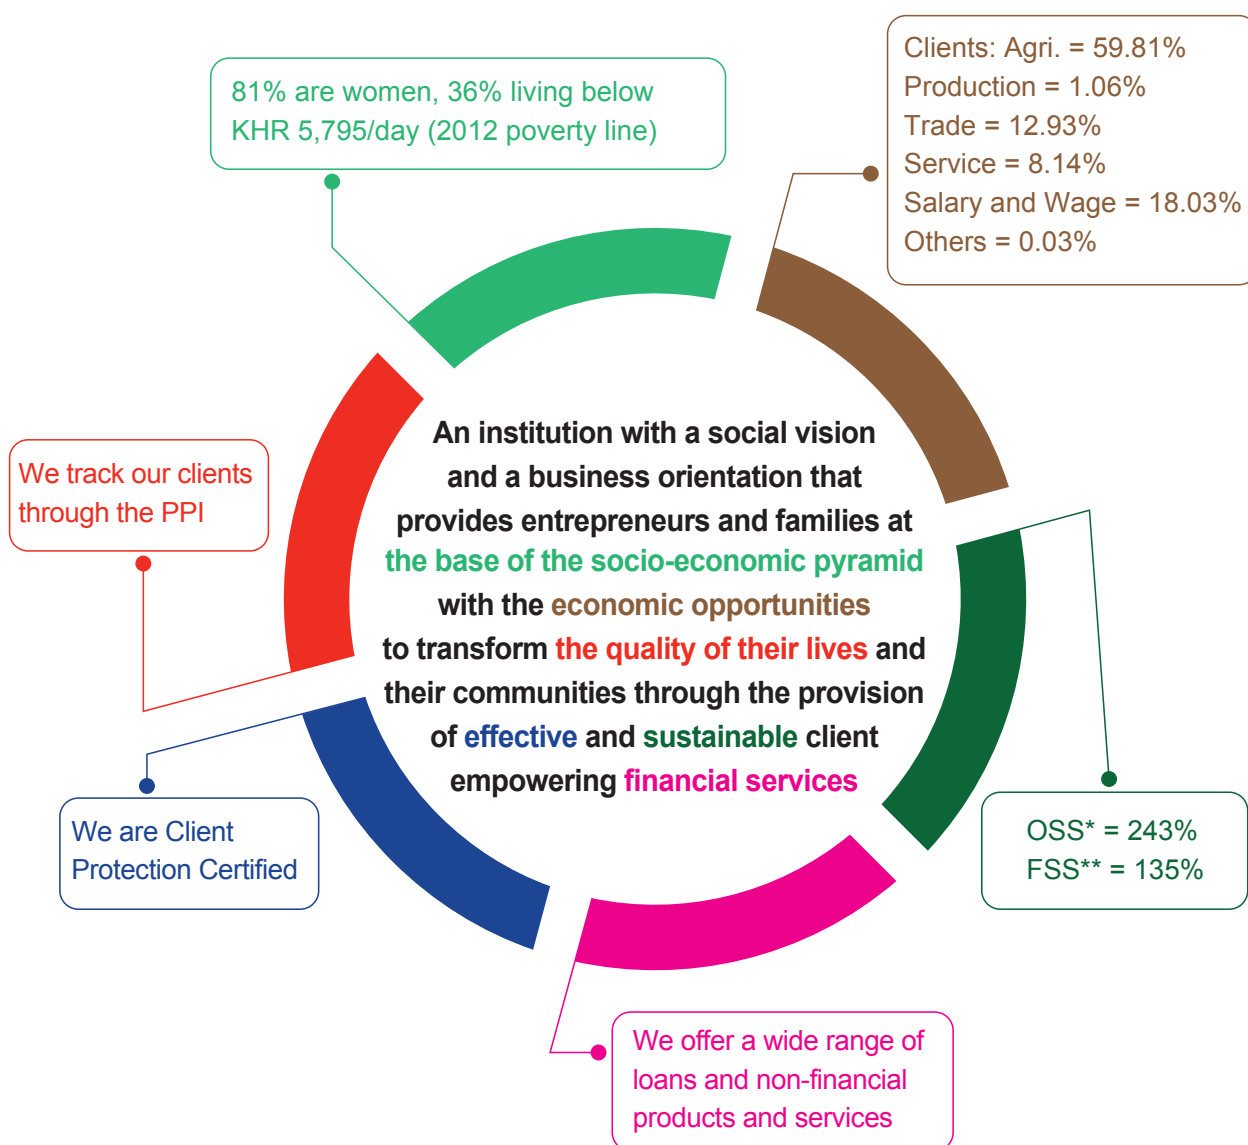 81% are women, 36% living below
KHR 5,795/day (2012 poverty line)
Clients: Agri. = 59.81%
Production = 1.06%
Trade = 12.93%
Service = 8.14%
Salary and Wage = 18.03%
Others = 0.03%
We track our clients
through the PPI
An institution with a social vision
and a business orientation that
provides entrepreneurs and families at
the base of the socio-economic pyramid
with the economic opportunities
to transform the quality of their lives and
their communities through the provision
of effective and sustainable client
empowering financial services
We are Client
Protection Certified
OSS* = 243%
FSS** = 135%
We offer a wide range of
loans and non-financial
products and services